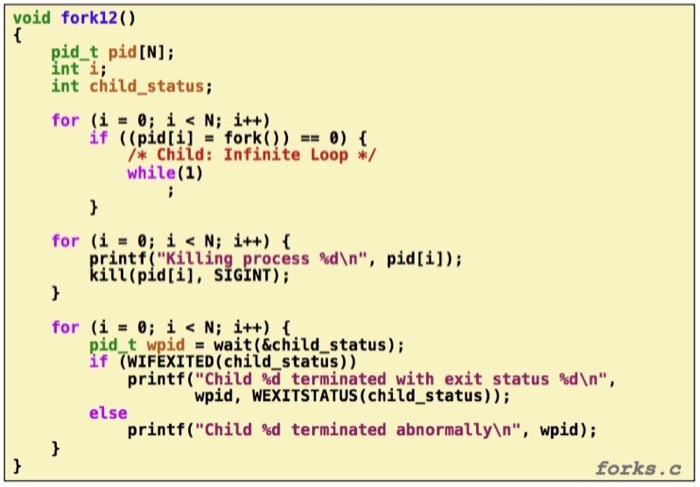 void fork12()
{
    pid_t pid[N];
    int i;
    int child_status;

    for (i = 0; i < N; i++)
        if ((pid[i] = fork()) == 0) {
            /* Child: Infinite Loop */
            while(1)
                ;
        }

    for (i = 0; i < N; i++) {
        printf("Killing process %d\n", pid[i]);
        kill(pid[i], SIGINT);
    }

    for (i = 0; i < N; i++) {
        pid_t wpid = wait(&child_status);
        if (WIFEXITED(child_status))
            printf("Child %d terminated with exit status %d\n",
                   wpid, WEXITSTATUS(child_status));
        else
            printf("Child %d terminated abnormally\n", wpid);
    }
}
forks.c